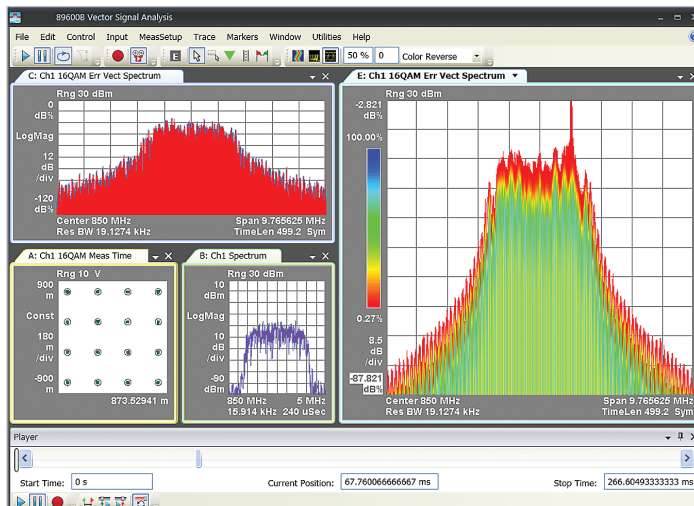 89600B Vector Signal Analysis
File Edit Control Input MeasSetup Trace Markers Window Utilities Help
50 % 0 Color Reverse
C: Ch1 16QAM Err Vect Spectrum
Rng 30 dBm
0
dB%
LogMag
12
dB
/div
-120
dB%
Center 850 MHz Span 9.765625 MHz
Res BW 19.1274 kHz TimeLen 499.2 Sym
A: Ch1 16QAM Meas Time
Rng 10 V
900
m
Const
180
m
/div
-900
m
873.52941 m
B: Ch1 Spectrum
Rng 30 dBm
10
dBm
LogMag
10
dB
/div
-90
dBm
850 MHz 5 MHz
15.914 kHz 240 uSec
E: Ch1 16QAM Err Vect Spectrum
Rng 30 dBm
-2.821
dB%
100.00%
0.27%
8.5
dB
/div
-87.821
dB%
Center 850 MHz Span 9.765625 MHz
Res BW 19.1274 kHz TimeLen 499.2 Sym
Player
Start Time: 0 s Current Position: 67.760066666667 ms Stop Time: 266.60493333333 ms